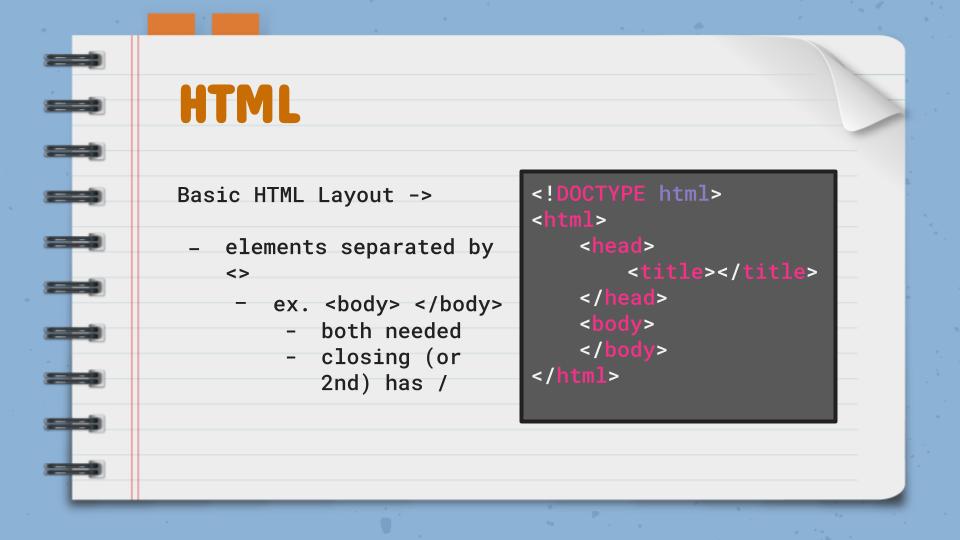 HTML
Basic HTML Layout ->
- elements separated by
<>
- ex. <body> </body>
- both needed
- closing (or
2nd) has /
<!DOCTYPE html>
<html>
<head>
<title></title>
</head>
<body>
</body>
</html>